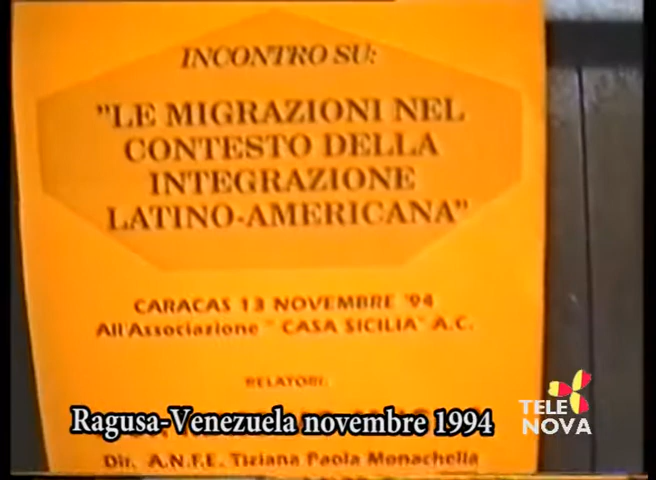 INCONTRO SU:
"LE MIGRAZIONI NEL
CONTESTO DELLA
INTEGRAZIONE
LATINO-AMERICANA"
CARACAS 13 NOVEMBRE '94
All'Associazione " CASA SICILIA" A.C.
RELATORI:
Ragusa-Venezuela novembre 1994
Dir. A.N.F.E. Tiziana Paola Monachella
TELE
NOVA